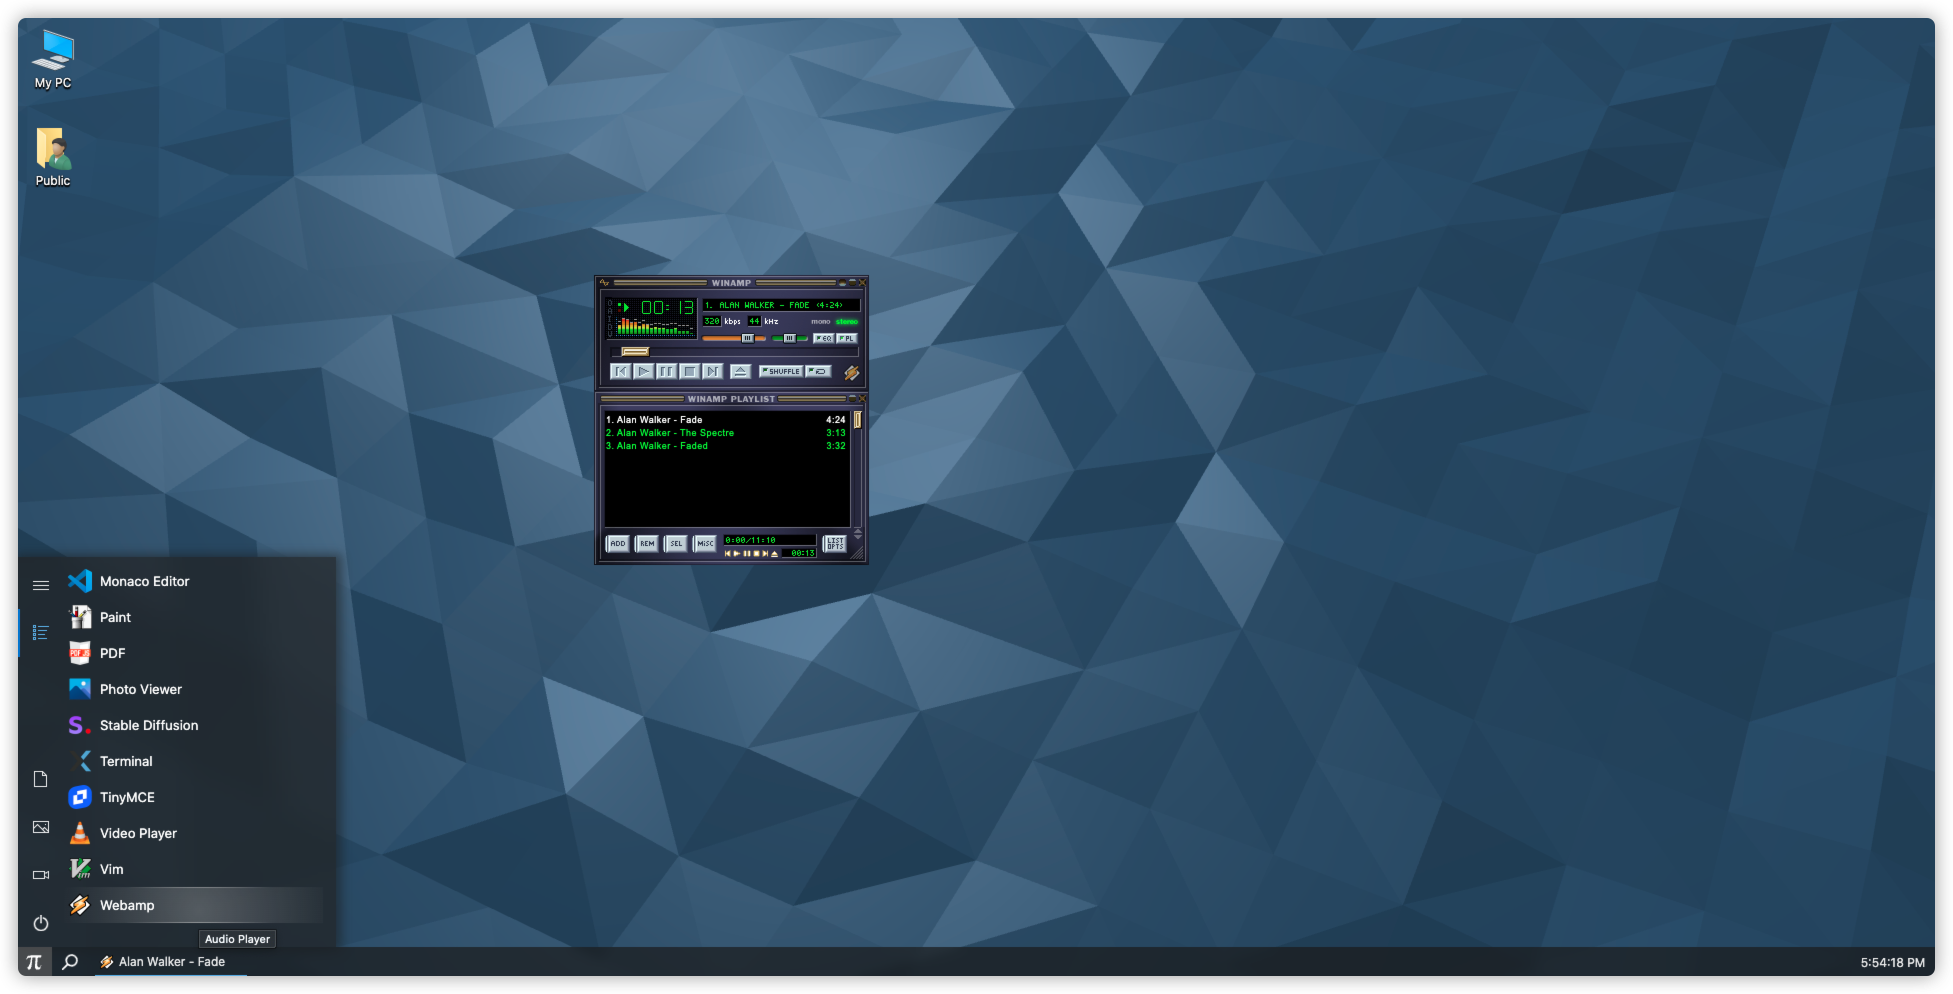 My PC
Public
WINAMP
00:13
1. ALAN WALKER - FADE <4:24>
320 kbps 44 kHz mono stereo
EQ PL
SHUFFLE
WINAMP PLAYLIST
1. Alan Walker - Fade 4:24
2. Alan Walker - The Spectre 3:13
3. Alan Walker - Faded 3:32
ADD REM SEL MISC 0:00/11:10 LIST OPTS
00:13
Monaco Editor
Paint
PDF
Photo Viewer
S. Stable Diffusion
Terminal
TinyMCE
Video Player
Vim
Webamp
Audio Player
π Alan Walker - Fade 5:54:18 PM